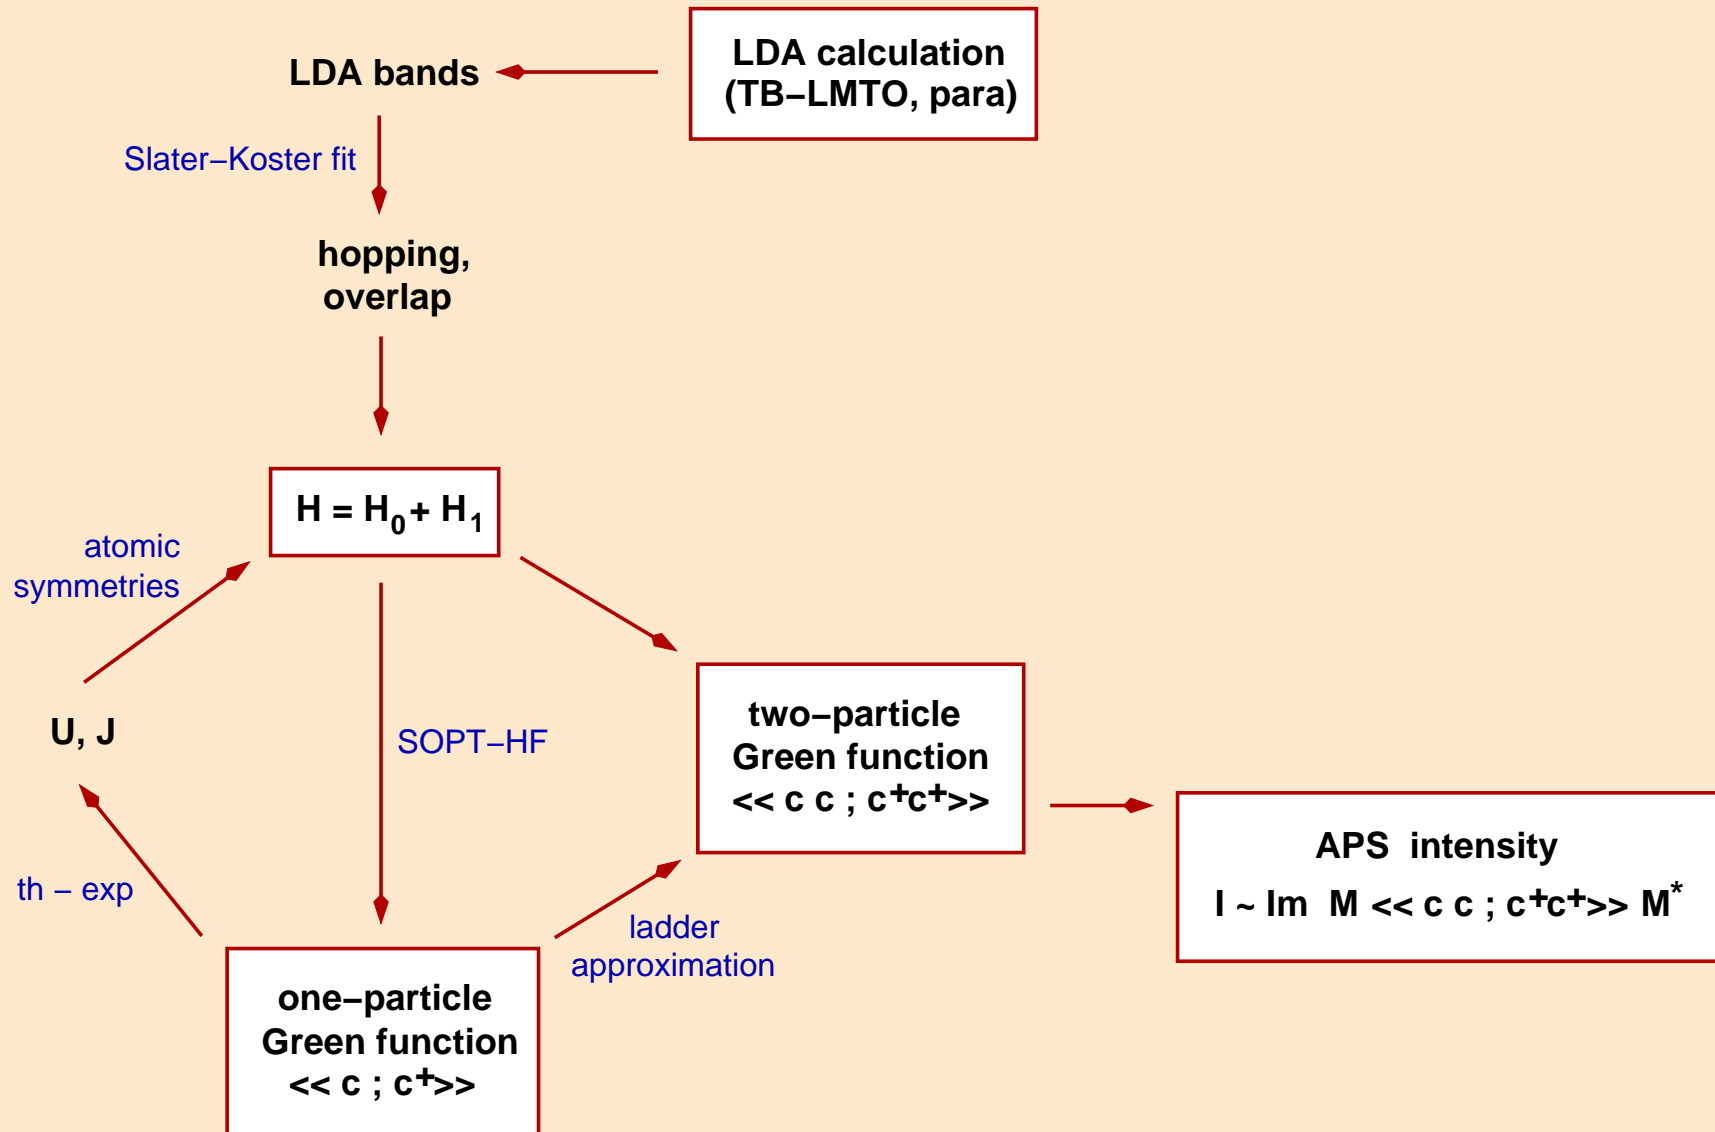 LDA calculation
(TB–LMTO, para)
LDA bands
Slater–Koster fit
hopping,
overlap
H = H₀ + H₁
atomic
symmetries
U, J
SOPT–HF
th – exp
two–particle
Green function
<< c c ; c⁺c⁺>>
ladder
approximation
one–particle
Green function
<< c ; c⁺>>
APS intensity
I ~ Im M << c c ; c⁺c⁺>> M*